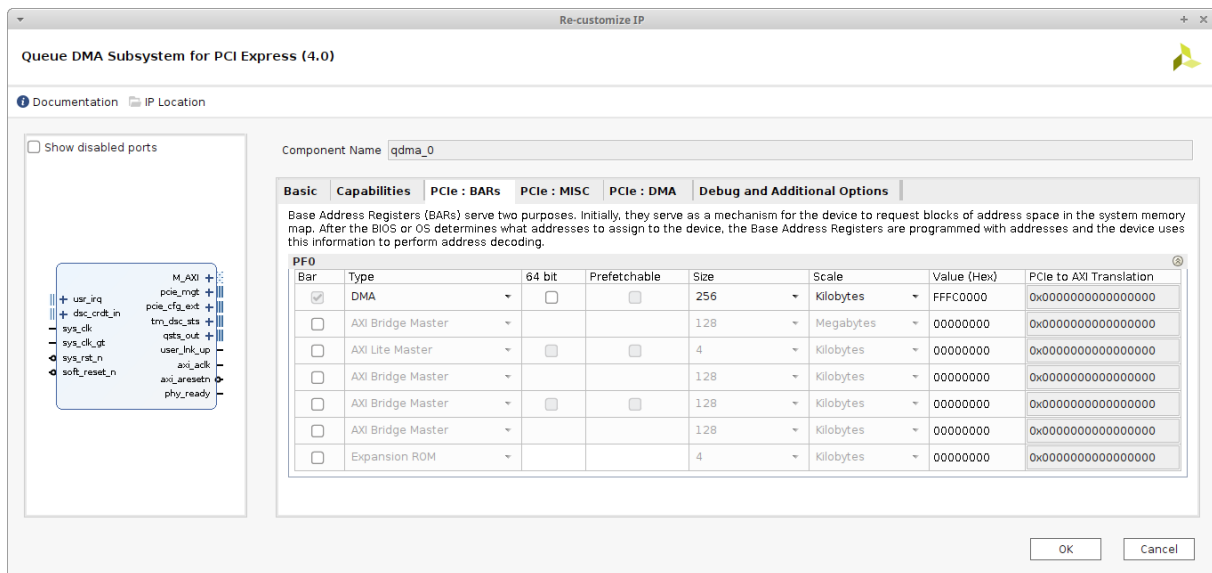 Re-customize IP
Queue DMA Subsystem for PCI Express (4.0)
Documentation IP Location
Show disabled ports
M_AXI
pcie_mgt
pcie_cfg_ext
tm_dsc_sts
qsts_out
user_lnk_up
axi_aclk
axi_aresetn
phy_ready
usr_irq
dsc_crdt_in
sys_clk
sys_clk_gt
sys_rst_n
soft_reset_n
Component Name qdma_0
Basic Capabilities PCIe : BARs PCIe : MISC PCIe : DMA Debug and Additional Options
Base Address Registers (BARs) serve two purposes. Initially, they serve as a mechanism for the device to request blocks of address space in the system memory
map. After the BIOS or OS determines what addresses to assign to the device, the Base Address Registers are programmed with addresses and the device uses
this information to perform address decoding.
PF0
Bar Type 64 bit Prefetchable Size Scale Value (Hex) PCIe to AXI Translation
DMA 256 Kilobytes FFFC0000 0x0000000000000000
AXI Bridge Master 128 Megabytes 00000000 0x0000000000000000
AXI Lite Master 4 Kilobytes 00000000 0x0000000000000000
AXI Bridge Master 128 Kilobytes 00000000 0x0000000000000000
AXI Bridge Master 128 Kilobytes 00000000 0x0000000000000000
AXI Bridge Master 128 Kilobytes 00000000 0x0000000000000000
Expansion ROM 4 Kilobytes 00000000 0x0000000000000000
OK Cancel